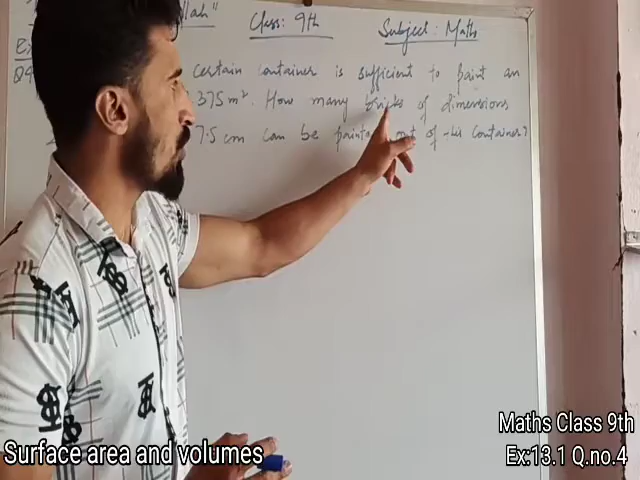 llah"
Class: 9th
Subject: Maths
certain container is sufficient to paint an
375 m². How many bricks of dimensions
7.5 cm can be painted out of this container?
Maths Class 9th
Surface area and volumes
Ex:13.1 Q.no.4